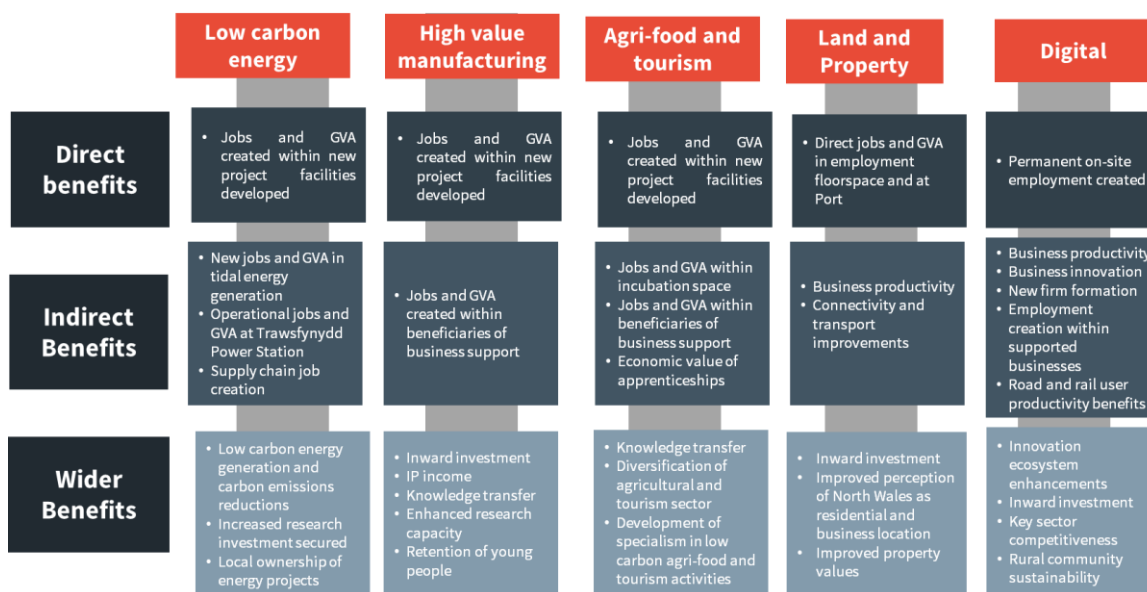 Low carbon
energy
High value
manufacturing
Agri-food and
tourism
Land and
Property
Digital
Direct
benefits
• Jobs and GVA
created within new
project facilities
developed
• Jobs and GVA
created within new
project facilities
developed
• Jobs and GVA
created within new
project facilities
developed
• Direct jobs and GVA
in employment
floorspace and at
Port
• Permanent on-site
employment created
Indirect
Benefits
• New jobs and GVA in
tidal energy
generation
• Operational jobs and
GVA at Trawsfynydd
Power Station
• Supply chain job
creation
• Jobs and GVA
created within
beneficiaries of
business support
• Jobs and GVA within
incubation space
• Jobs and GVA within
beneficiaries of
business support
• Economic value of
apprenticeships
• Business productivity
• Connectivity and
transport
improvements
• Business productivity
• Business innovation
• New firm formation
• Employment
creation within
supported
businesses
• Road and rail user
productivity benefits
Wider
Benefits
• Low carbon energy
generation and
carbon emissions
reductions
• Increased research
investment secured
• Local ownership of
energy projects
• Inward investment
• IP income
• Knowledge transfer
• Enhanced research
capacity
• Retention of young
people
• Knowledge transfer
• Diversification of
agricultural and
tourism sector
• Development of
specialism in low
carbon agri-food and
tourism activities
• Inward investment
• Improved perception
of North Wales as
residential and
business location
• Improved property
values
• Innovation
ecosystem
enhancements
• Inward investment
• Key sector
competitiveness
• Rural community
sustainability